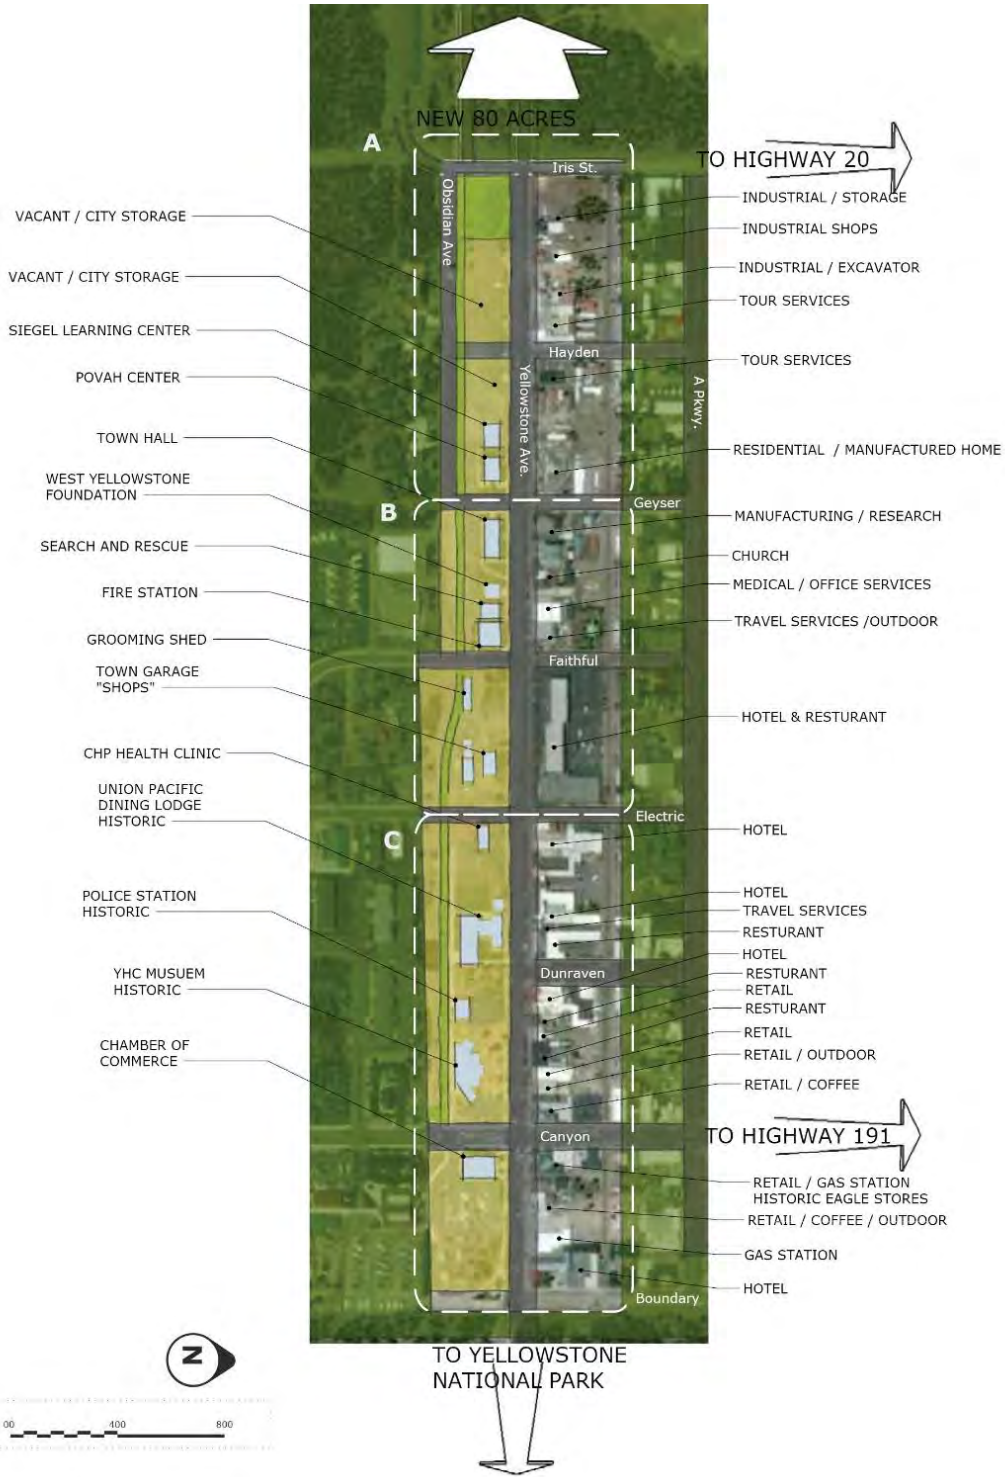 NEW 80 ACRES
A
TO HIGHWAY 20
Iris St.
Obsidian Ave
INDUSTRIAL / STORAGE
VACANT / CITY STORAGE
INDUSTRIAL SHOPS
INDUSTRIAL / EXCAVATOR
VACANT / CITY STORAGE
TOUR SERVICES
SIEGEL LEARNING CENTER
Hayden
TOUR SERVICES
POVAH CENTER
Yellowstone Ave.
A Pkwy.
TOWN HALL
RESIDENTIAL / MANUFACTURED HOME
WEST YELLOWSTONE
FOUNDATION
Geyser
B
MANUFACTURING / RESEARCH
SEARCH AND RESCUE
CHURCH
MEDICAL / OFFICE SERVICES
FIRE STATION
TRAVEL SERVICES /OUTDOOR
GROOMING SHED
Faithful
TOWN GARAGE
"SHOPS"
HOTEL & RESTURANT
CHP HEALTH CLINIC
UNION PACIFIC
DINING LODGE
HISTORIC
Electric
C
HOTEL
POLICE STATION
HISTORIC
HOTEL
TRAVEL SERVICES
RESTURANT
HOTEL
YHC MUSUEM
HISTORIC
Dunraven
RESTURANT
RETAIL
RESTURANT
RETAIL
CHAMBER OF
COMMERCE
RETAIL / OUTDOOR
RETAIL / COFFEE
Canyon
TO HIGHWAY 191
RETAIL / GAS STATION
HISTORIC EAGLE STORES
RETAIL / COFFEE / OUTDOOR
GAS STATION
HOTEL
Boundary
TO YELLOWSTONE
NATIONAL PARK
N
00 400 800